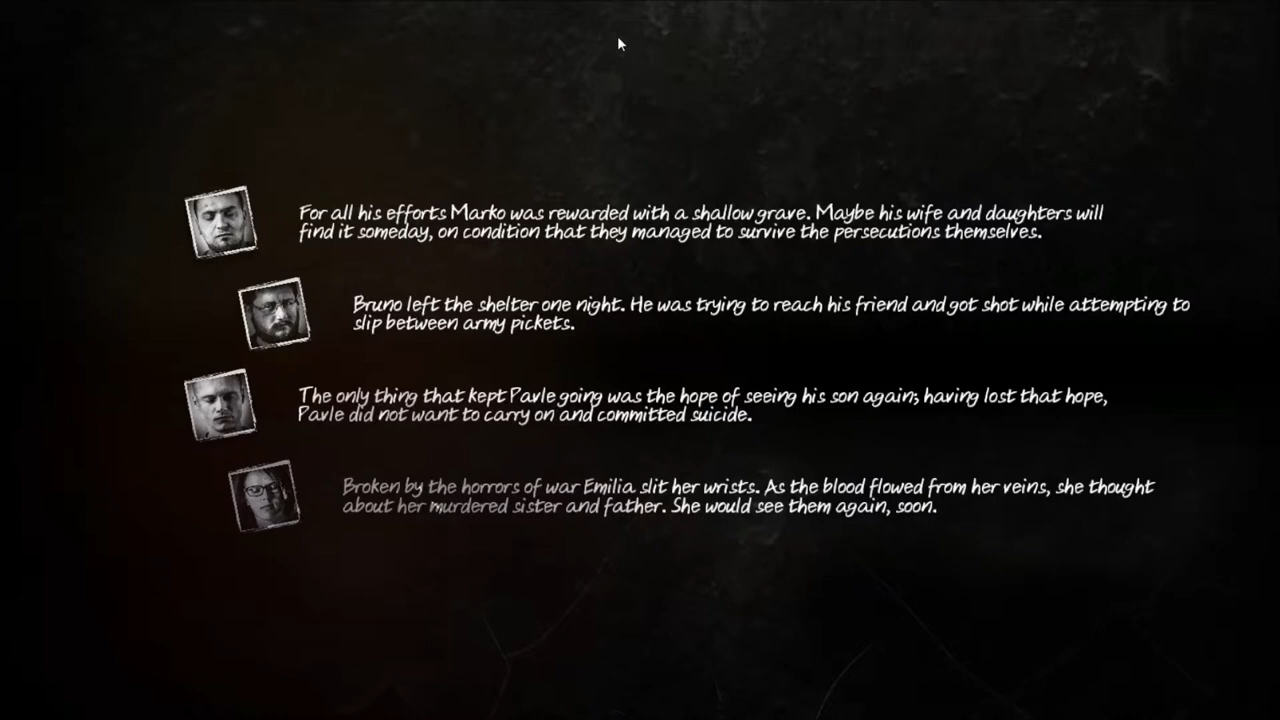 For all his efforts Marko was rewarded with a shallow grave. Maybe his wife and daughters will
find it someday, on condition that they managed to survive the persecutions themselves.
Bruno left the shelter one night. He was trying to reach his friend and got shot while attempting to
slip between army pickets.
The only thing that kept Pavle going was the hope of seeing his son again; having lost that hope,
Pavle did not want to carry on and committed suicide.
Broken by the horrors of war Emilia slit her wrists. As the blood flowed from her veins, she thought
about her murdered sister and father. She would see them again, soon.